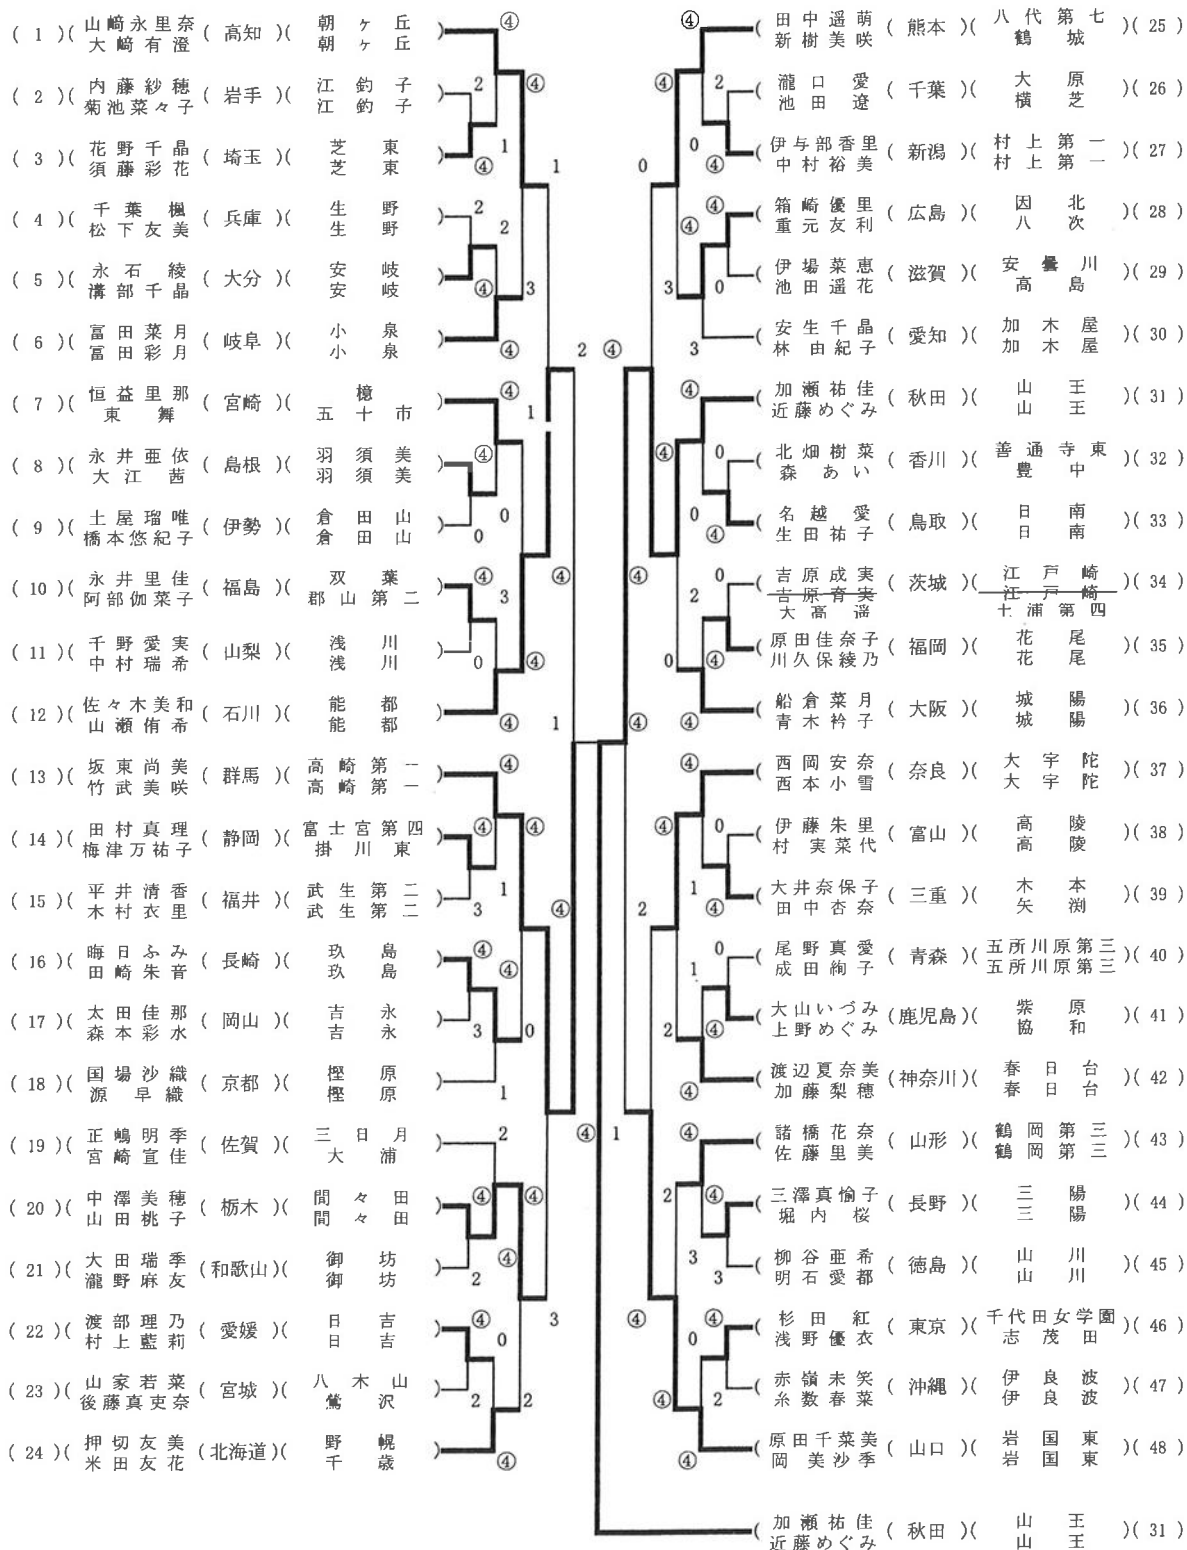 (1)(山﨑永里奈 大﨑有澄(高知)(朝ヶ丘 朝ヶ丘)
(2)(内藤紗穂 菊池菜々子(岩手)(江釣子 江釣子)
(3)(花野千晶 須藤彩花(埼玉)(芝東 芝東)
(4)(千葉楓 松下友美(兵庫)(生野 生野)
(5)(永石綾 溝部千晶(大分)(安岐 安岐)
(6)(冨田菜月 冨田彩月(岐阜)(小泉 小泉)
(7)(恒益里那 東舞(宮崎)(檍 五十市)
(8)(永井亜依 大江茜(島根)(羽須美 羽須美)
(9)(土屋瑠唯 橋本悠紀子(伊勢)(倉田山 倉田山)
(10)(永井里佳 阿部伽菜子(福島)(双葉 郡山第二)
(11)(千野愛実 中村瑞希(山梨)(浅川 浅川)
(12)(佐々木美和 山瀬侑希(石川)(能都 能都)
(13)(坂東尚美 竹武美咲(群馬)(高崎第一 高崎第一)
(14)(田村真理 梅津万祐子(静岡)(富士宮第四 掛川東)
(15)(平井清香 木村衣里(福井)(武生第二 武生第二)
(16)(晦日ふみ 田崎朱音(長崎)(玖島 玖島)
(17)(太田佳那 森本彩水(岡山)(吉永 吉永)
(18)(国場沙織 源早織(京都)(樫原 樫原)
(19)(正嶋明季 宮崎宣佳(佐賀)(三日月 大浦)
(20)(中澤美穂 山田桃子(栃木)(間々田 間々田)
(21)(大田瑞季 瀧野麻友(和歌山)(御坊 御坊)
(22)(渡部理乃 村上藍莉(愛媛)(日吉 日吉)
(23)(山家若菜 後藤真吏奈(宮城)(八木山 鶯沢)
(24)(押切友美 米田友花(北海道)(野幌 千歳)
(田中遥萌 新樹美咲(熊本)(八代第七 鶴城)(25)
(瀧口愛 池田遼(千葉)(大原 横芝)(26)
(伊与部香里 中村裕美(新潟)(村上第一 村上第一)(27)
(箱崎優里 重元友利(広島)(因北 八次)(28)
(伊場菜恵 池田遥花(滋賀)(安曇川 高島)(29)
(安生千晶 林由紀子(愛知)(加木屋 加木屋)(30)
(加瀬祐佳 近藤めぐみ(秋田)(山王 山王)(31)
(北畑樹菜 森あい(香川)(善通寺東 豊中)(32)
(名越愛 生田祐子(鳥取)(日南 日南)(33)
(吉原成実 吉原育実 大高遥(茨城)(江戸崎 江戸崎 土浦第四)(34)
(原田佳奈子 川久保綾乃(福岡)(花尾 花尾)(35)
(船倉菜月 青木衿子(大阪)(城陽 城陽)(36)
(西岡安奈 西本小雪(奈良)(大宇陀 大宇陀)(37)
(伊藤朱里 村実菜代(富山)(高陵 高陵)(38)
(大井奈保子 田中杏奈(三重)(木本 矢渕)(39)
(尾野真愛 成田絢子(青森)(五所川原第三 五所川原第三)(40)
(大山いづみ 上野めぐみ(鹿児島)(紫原 協和)(41)
(渡辺夏奈美 加藤梨穂(神奈川)(春日台 春日台)(42)
(諸橋花奈 佐藤里美(山形)(鶴岡第三 鶴岡第三)(43)
(三澤真愉子 堀内桜(長野)(三陽 三陽)(44)
(柳谷亜希 明石愛都(徳島)(山川 山川)(45)
(杉田紅 浅野優衣(東京)(千代田女学園 志茂田)(46)
(赤嶺未笑 糸数春菜(沖縄)(伊良波 伊良波)(47)
(原田千菜美 岡美沙季(山口)(岩国東 岩国東)(48)
(加瀬祐佳 近藤めぐみ(秋田)(山王 山王)(31)